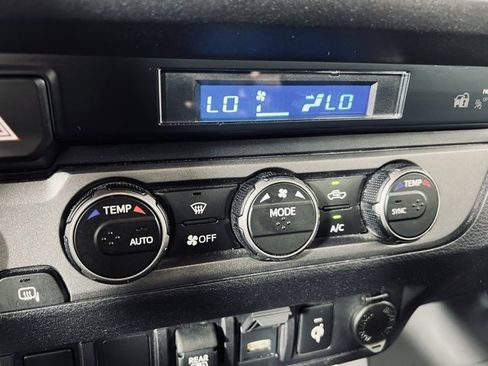 LO LO
TEMP
AUTO
OFF
MODE
A/C
TEMP
SYNC
REAR